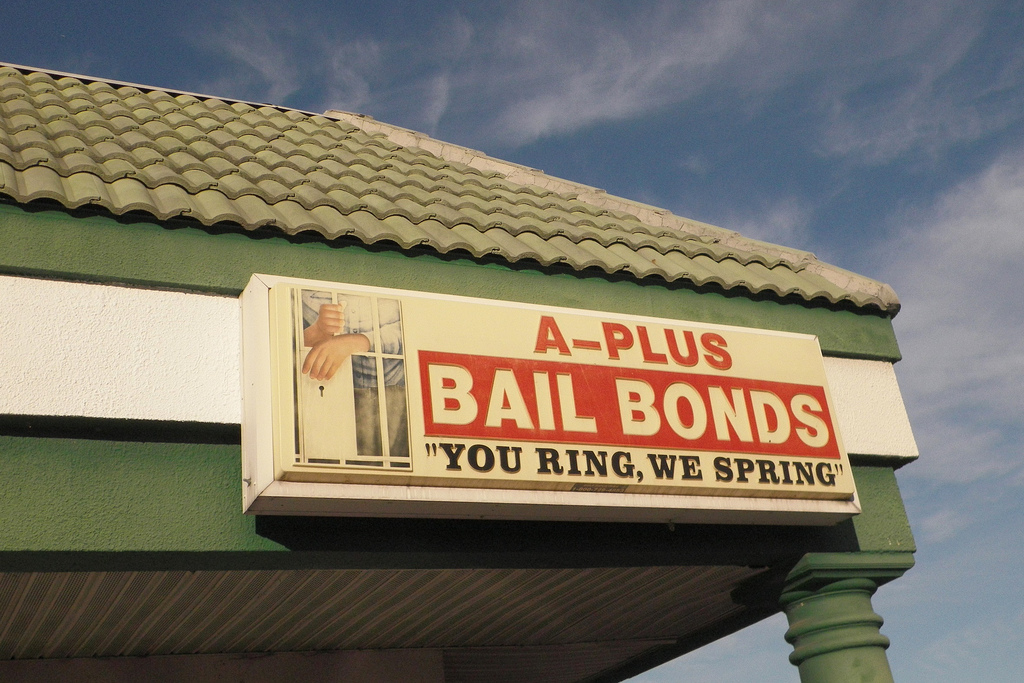 A-PLUS
BAIL BONDS
"YOU RING, WE SPRING"